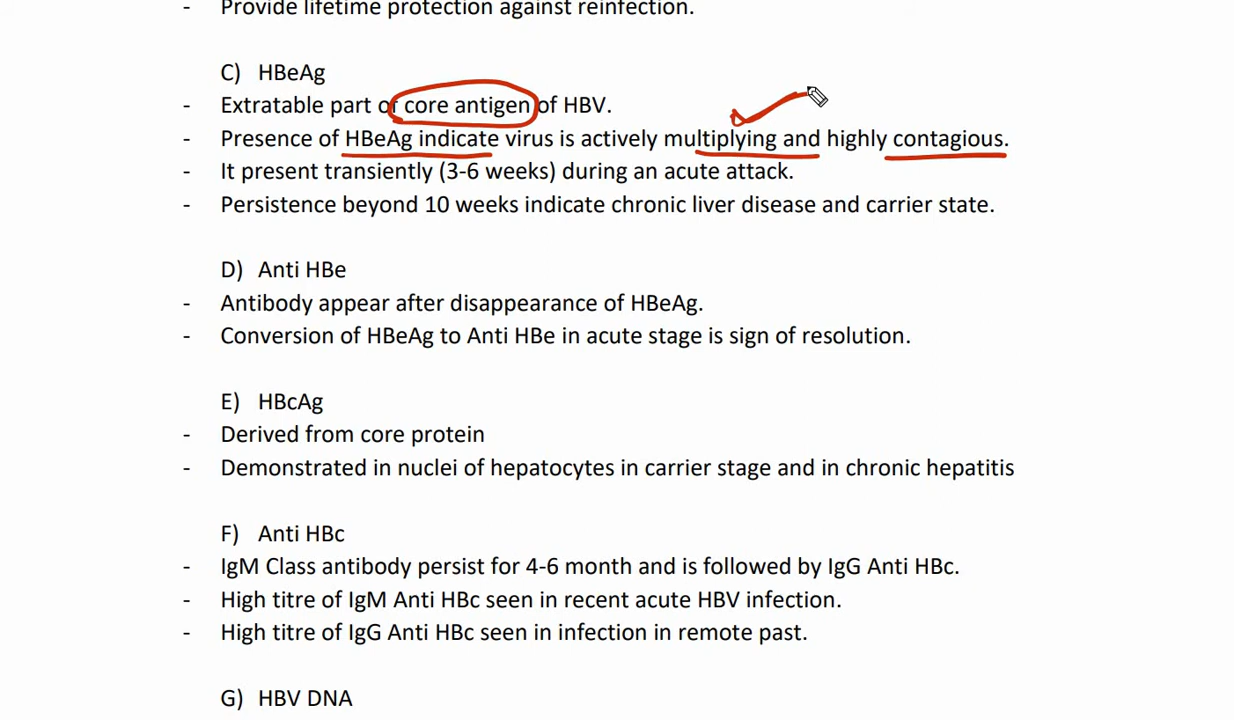 - Provide lifetime protection against reinfection.
C) HBeAg
- Extratable part of core antigen of HBV.
- Presence of HBeAg indicate virus is actively multiplying and highly contagious.
- It present transiently (3-6 weeks) during an acute attack.
- Persistence beyond 10 weeks indicate chronic liver disease and carrier state.
D) Anti HBe
- Antibody appear after disappearance of HBeAg.
- Conversion of HBeAg to Anti HBe in acute stage is sign of resolution.
E) HBcAg
- Derived from core protein
- Demonstrated in nuclei of hepatocytes in carrier stage and in chronic hepatitis
F) Anti HBc
- IgM Class antibody persist for 4-6 month and is followed by IgG Anti HBc.
- High titre of IgM Anti HBc seen in recent acute HBV infection.
- High titre of IgG Anti HBc seen in infection in remote past.
G) HBV DNA